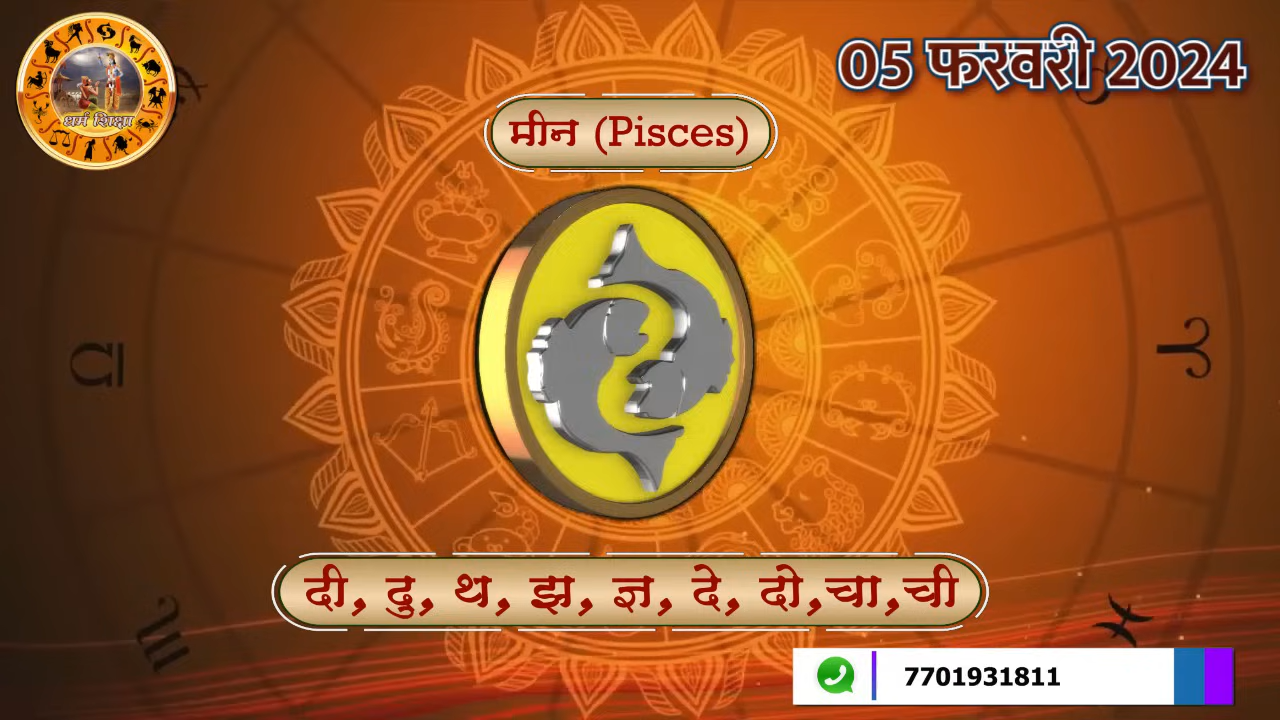 05 फरवरी 2024
मीन (Pisces)
धर्म शिक्षा
दी, दु, थ, झ, ज्ञ, दे, दो,चा,ची
7701931811